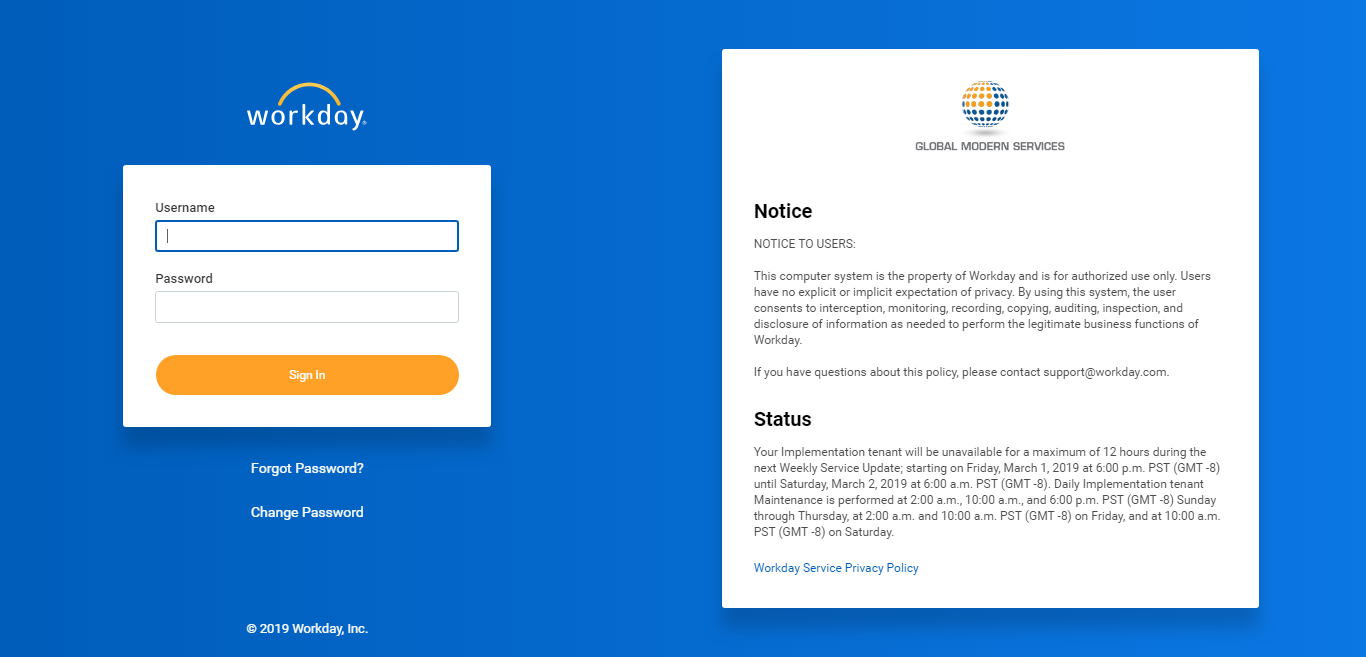 workday®
Username
Password
Sign In
Forgot Password?
Change Password
© 2019 Workday, Inc.
GLOBAL MODERN SERVICES
Notice
NOTICE TO USERS:
This computer system is the property of Workday and is for authorized use only. Users
have no explicit or implicit expectation of privacy. By using this system, the user
consents to interception, monitoring, recording, copying, auditing, inspection, and
disclosure of information as needed to perform the legitimate business functions of
Workday.
If you have questions about this policy, please contact support@workday.com.
Status
Your Implementation tenant will be unavailable for a maximum of 12 hours during the
next Weekly Service Update; starting on Friday, March 1, 2019 at 6:00 p.m. PST (GMT -8)
until Saturday, March 2, 2019 at 6:00 a.m. PST (GMT -8). Daily Implementation tenant
Maintenance is performed at 2:00 a.m., 10:00 a.m., and 6:00 p.m. PST (GMT -8) Sunday
through Thursday, at 2:00 a.m. and 10:00 a.m. PST (GMT -8) on Friday, and at 10:00 a.m.
PST (GMT -8) on Saturday.
Workday Service Privacy Policy